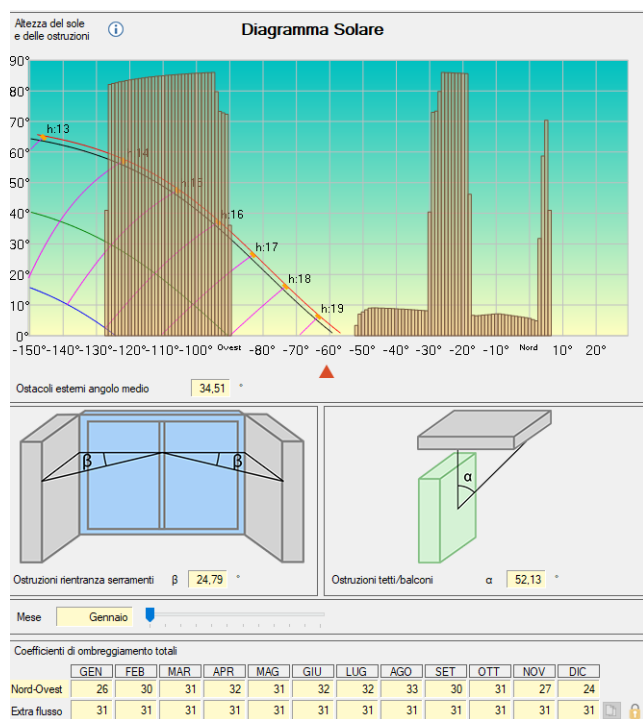 Altezza del sole
e delle ostruzioni
Diagramma Solare
90°
80°
70°
60°
50°
40°
30°
20°
10°
0°
h:13
h:14
h:15
h:16
h:17
h:18
h:19
-150° -140° -130° -120° -110° -100° Ovest -80° -70° -60° -50° -40° -30° -20° -10° Nord 10° 20°
Ostacoli esterni angolo medio 34,51 °
β β
α
Ostruzioni rientranza serramenti β 24,79 °
Ostruzioni tetti/balconi α 52,13 °
Mese Gennaio
Coefficienti di ombreggiamento totali
GEN FEB MAR APR MAG GIU LUG AGO SET OTT NOV DIC
Nord-Ovest 26 30 31 32 31 32 32 33 30 31 27 24
Extra flusso 31 31 31 31 31 31 31 31 31 31 31 31